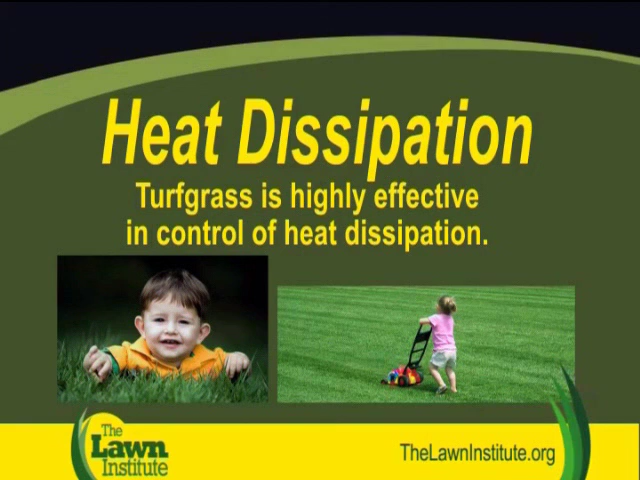 Heat Dissipation
Turfgrass is highly effective
in control of heat dissipation.
The
Lawn
Institute
TheLawnInstitute.org